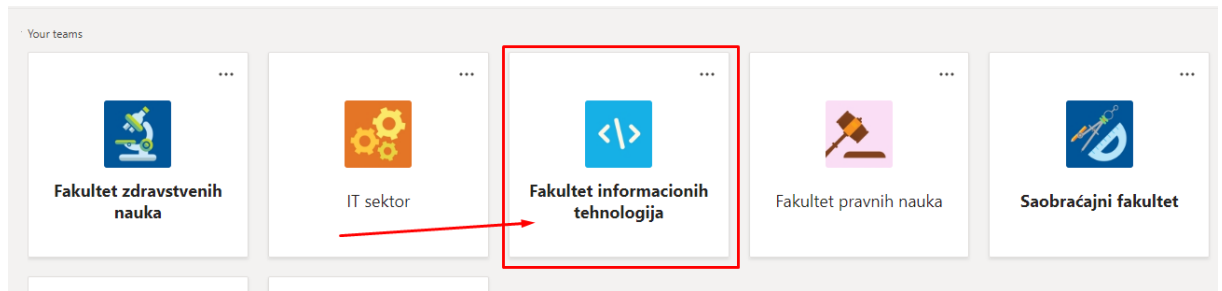 Your teams
Fakultet zdravstvenih
nauka
IT sektor
Fakultet informacionih
tehnologija
Fakultet pravnih nauka
Saobraćajni fakultet